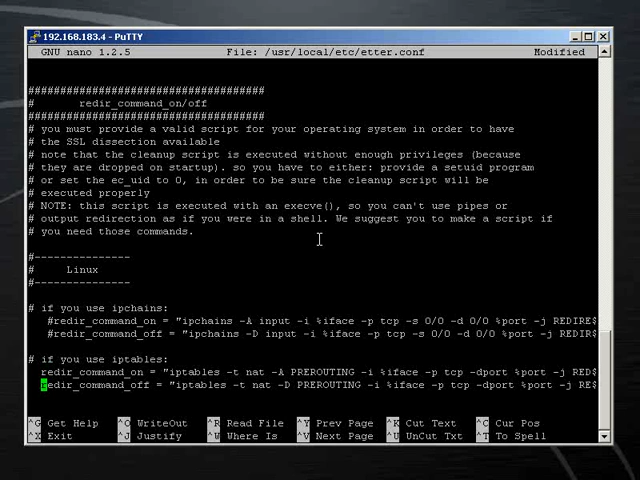 192.168.183.4 - PuTTY
GNU nano 1.2.5 File: /usr/local/etc/etter.conf Modified
#####################################
# redir_command_on/off
#####################################
# you must provide a valid script for your operating system in order to have
# the SSL dissection available
# note that the cleanup script is executed without enough privileges (because
# they are dropped on startup). so you have to either: provide a setuid program
# or set the ec_uid to 0, in order to be sure the cleanup script will be
# executed properly
# NOTE: this script is executed with an execve(), so you can't use pipes or
# output redirection as if you were in a shell. We suggest you to make a script if
# you need those commands.
#---------------
# Linux
#---------------
# if you use ipchains:
#redir_command_on = "ipchains -A input -i %iface -p tcp -s 0/0 -d 0/0 %port -j REDIRE$
#redir_command_off = "ipchains -D input -i %iface -p tcp -s 0/0 -d 0/0 %port -j REDIR$
# if you use iptables:
redir_command_on = "iptables -t nat -A PREROUTING -i %iface -p tcp -dport %port -j RED$
redir_command_off = "iptables -t nat -D PREROUTING -i %iface -p tcp -dport %port -j RE$
^G Get Help ^O WriteOut ^R Read File ^Y Prev Page ^K Cut Text ^C Cur Pos
^X Exit ^J Justify ^W Where Is ^V Next Page ^U UnCut Txt ^T To Spell